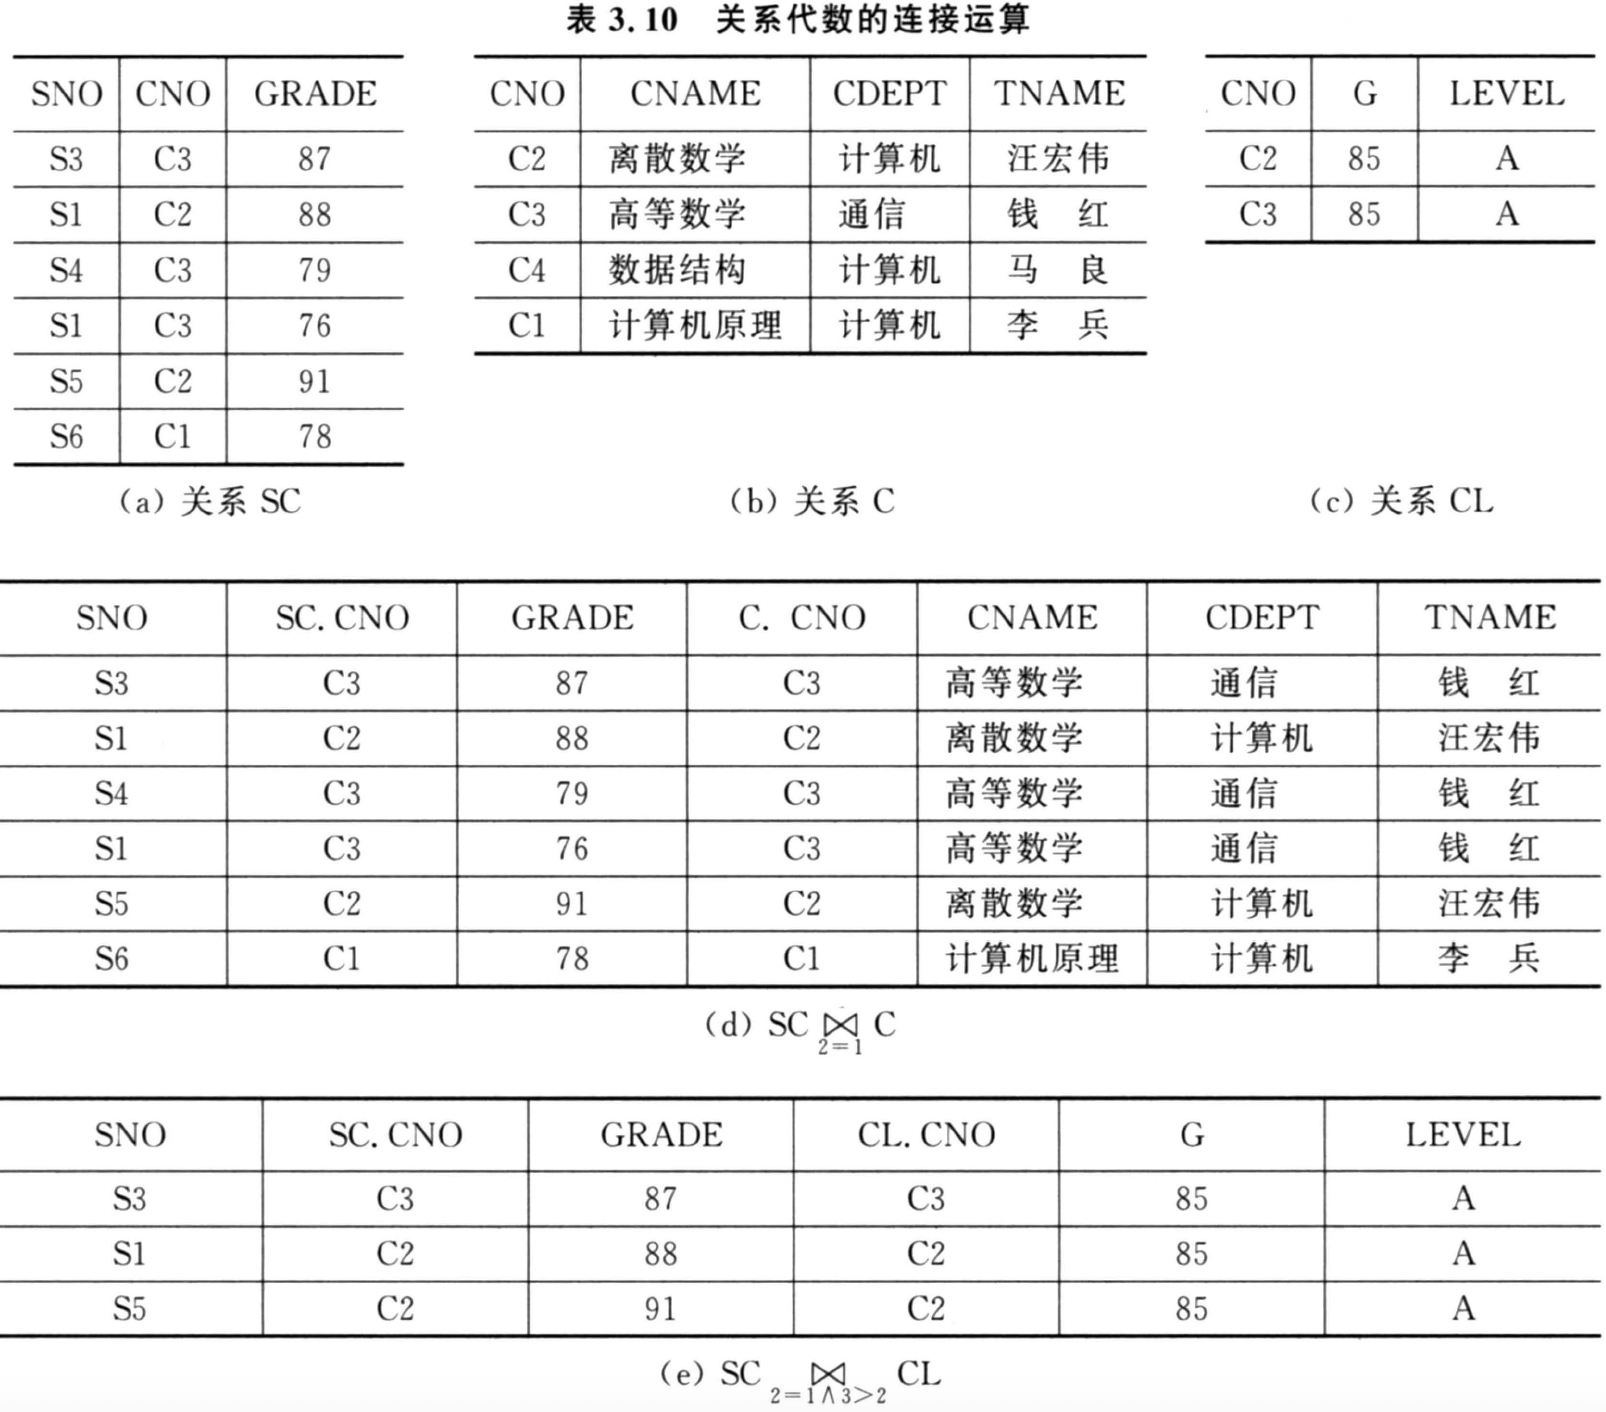 表 3.10 关系代数的连接运算
SNO CNO GRADE
S3 C3 87
S1 C2 88
S4 C3 79
S1 C3 76
S5 C2 91
S6 C1 78
(a) 关系 SC
CNO CNAME CDEPT TNAME
C2 离散数学 计算机 汪宏伟
C3 高等数学 通信 钱 红
C4 数据结构 计算机 马 良
C1 计算机原理 计算机 李 兵
(b) 关系 C
CNO G LEVEL
C2 85 A
C3 85 A
(c) 关系 CL
SNO SC. CNO GRADE C. CNO CNAME CDEPT TNAME
S3 C3 87 C3 高等数学 通信 钱 红
S1 C2 88 C2 离散数学 计算机 汪宏伟
S4 C3 79 C3 高等数学 通信 钱 红
S1 C3 76 C3 高等数学 通信 钱 红
S5 C2 91 C2 离散数学 计算机 汪宏伟
S6 C1 78 C1 计算机原理 计算机 李 兵
(d) SC ⋈ C
2=1
SNO SC. CNO GRADE CL. CNO G LEVEL
S3 C3 87 C3 85 A
S1 C2 88 C2 85 A
S5 C2 91 C2 85 A
(e) SC ⋈ CL
2=1∧3>2